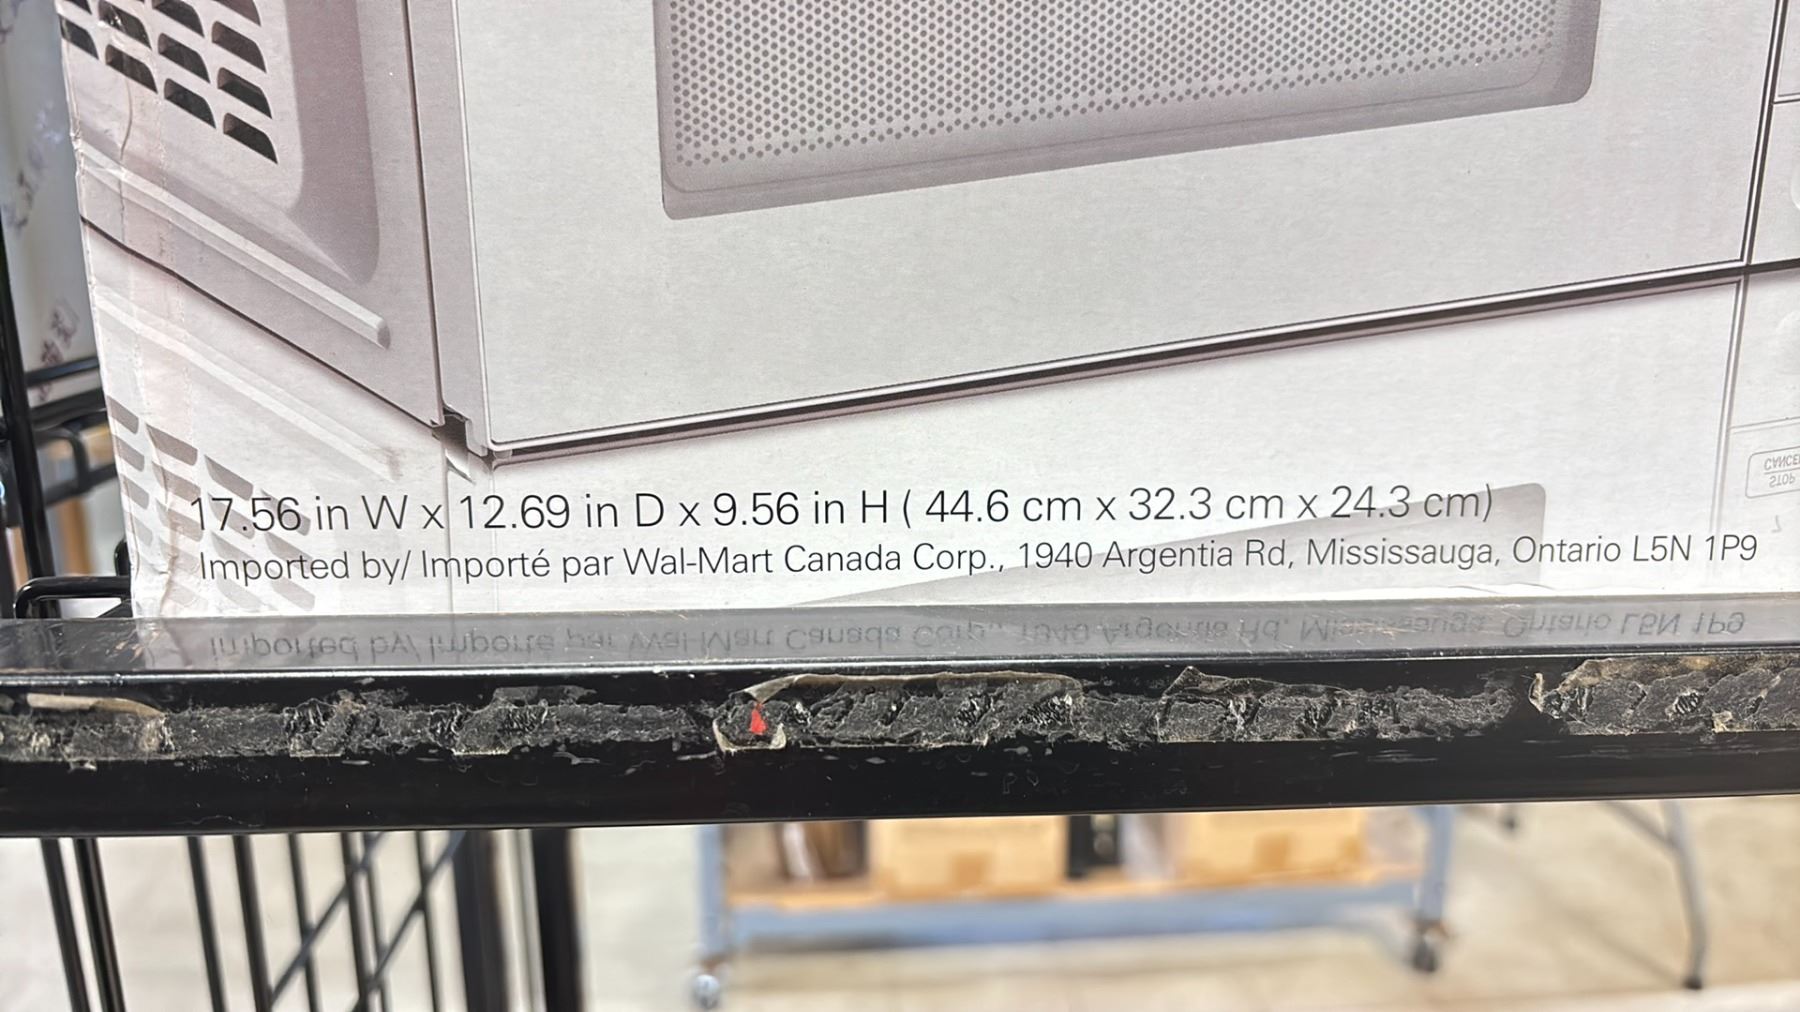 17.56 in W x 12.69 in D x 9.56 in H ( 44.6 cm x 32.3 cm x 24.3 cm)
Imported by/ Importé par Wal-Mart Canada Corp., 1940 Argentia Rd, Mississauga, Ontario L5N 1P9